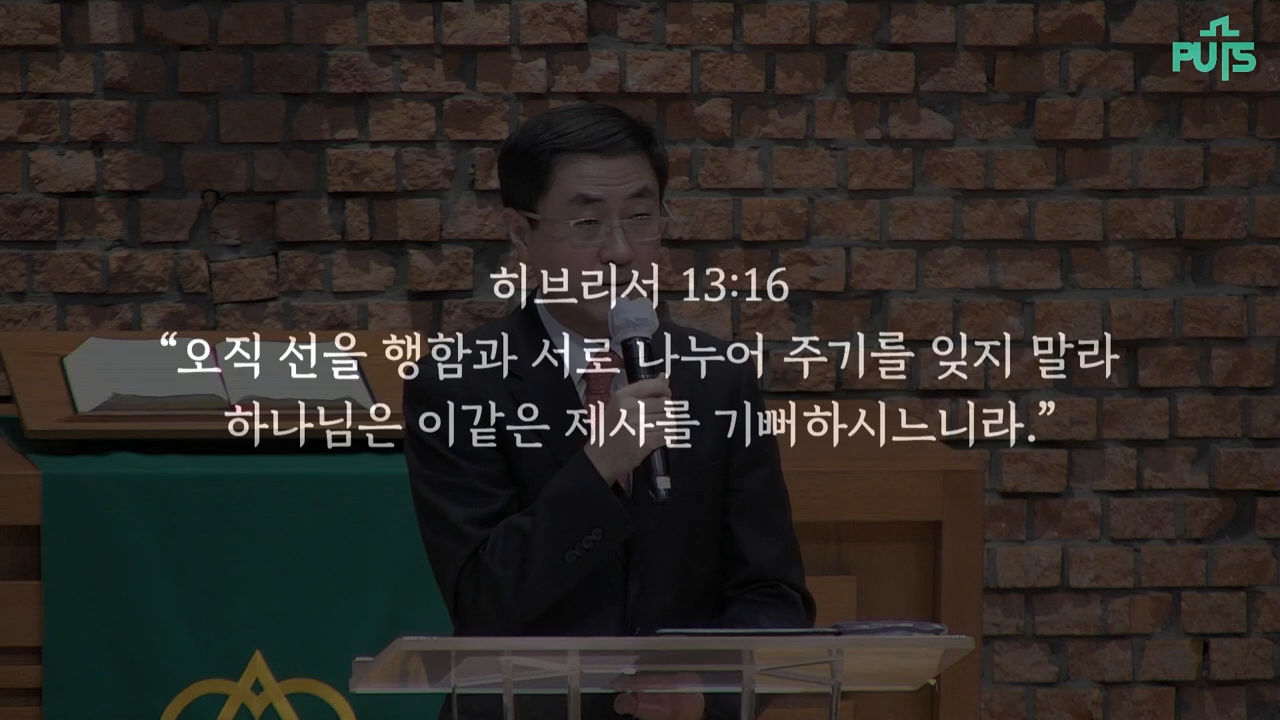 PUTS
히브리서 13:16
“오직 선을 행함과 서로 나누어 주기를 잊지 말라
하나님은 이같은 제사를 기뻐하시느니라.”